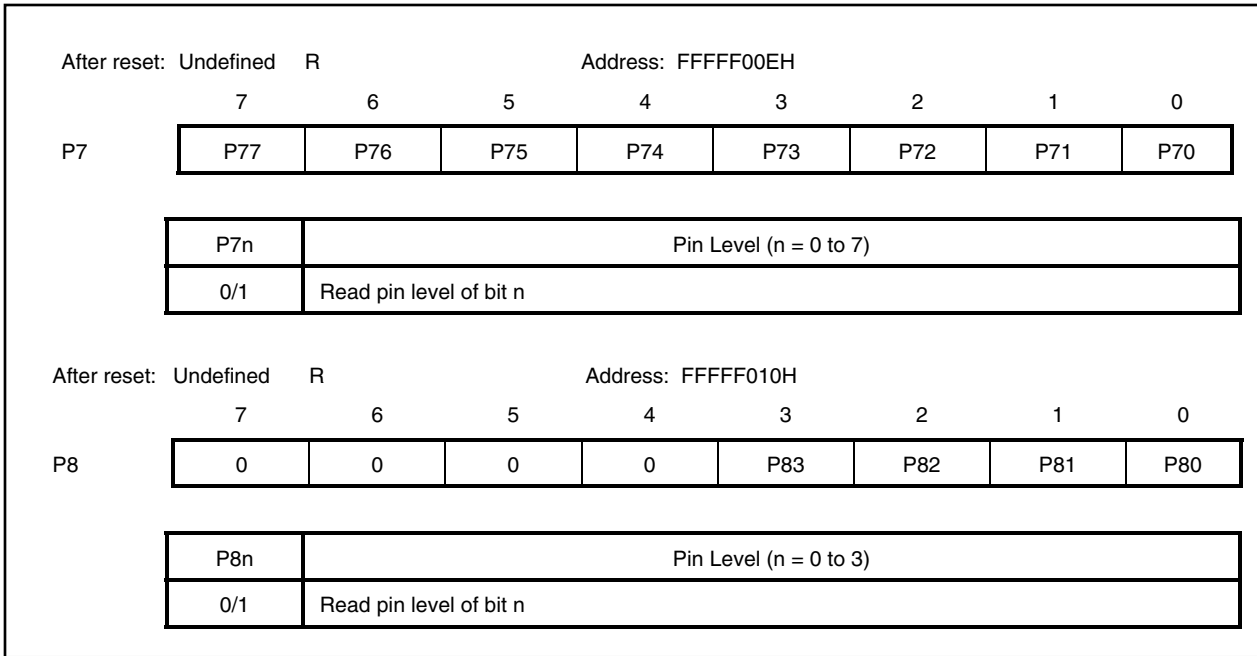 After reset: Undefined R Address: FFFFF00EH
7 6 5 4 3 2 1 0
P7 P77 P76 P75 P74 P73 P72 P71 P70
P7n Pin Level (n = 0 to 7)
0/1 Read pin level of bit n
After reset: Undefined R Address: FFFFF010H
7 6 5 4 3 2 1 0
P8 0 0 0 0 P83 P82 P81 P80
P8n Pin Level (n = 0 to 3)
0/1 Read pin level of bit n